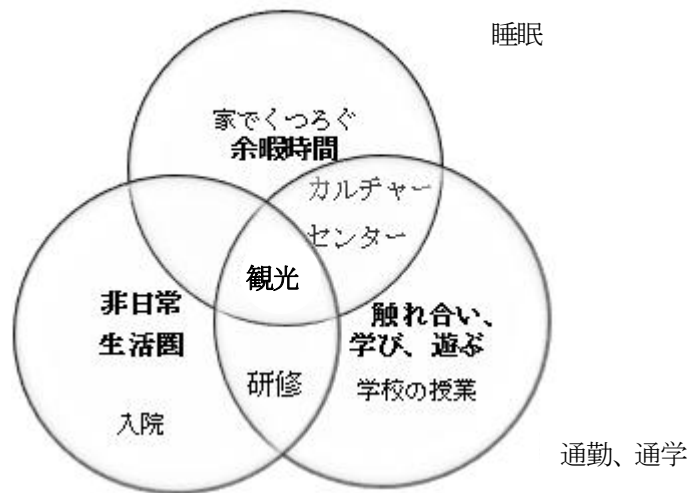 睡眠
家でくつろぐ
余暇時間
カルチャー
センター
観光
非日常
生活圏
触れ合い、
学び、遊ぶ
研修
学校の授業
入院
通勤、通学